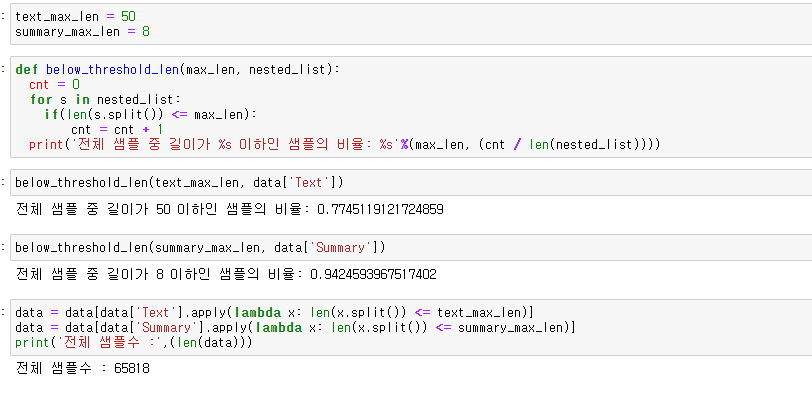 : text_max_len = 50
summary_max_len = 8
: def below_threshold_len(max_len, nested_list):
cnt = 0
for s in nested_list:
if(len(s.split()) <= max_len):
cnt = cnt + 1
print('전체 샘플 중 길이가 %s 이하인 샘플의 비율: %s'%(max_len, (cnt / len(nested_list))))
: below_threshold_len(text_max_len, data['Text'])
전체 샘플 중 길이가 50 이하인 샘플의 비율: 0.7745119121724859
: below_threshold_len(summary_max_len, data['Summary'])
전체 샘플 중 길이가 8 이하인 샘플의 비율: 0.9424593967517402
: data = data[data['Text'].apply(lambda x: len(x.split()) <= text_max_len)]
data = data[data['Summary'].apply(lambda x: len(x.split()) <= summary_max_len)]
print('전체 샘플수 :',(len(data)))
전체 샘플수 : 65818